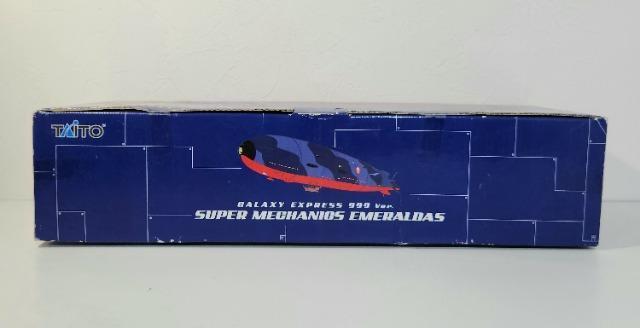 TAITO
GALAXY EXPRESS 999 Ver.
SUPER MECHANIOS EMERALDAS